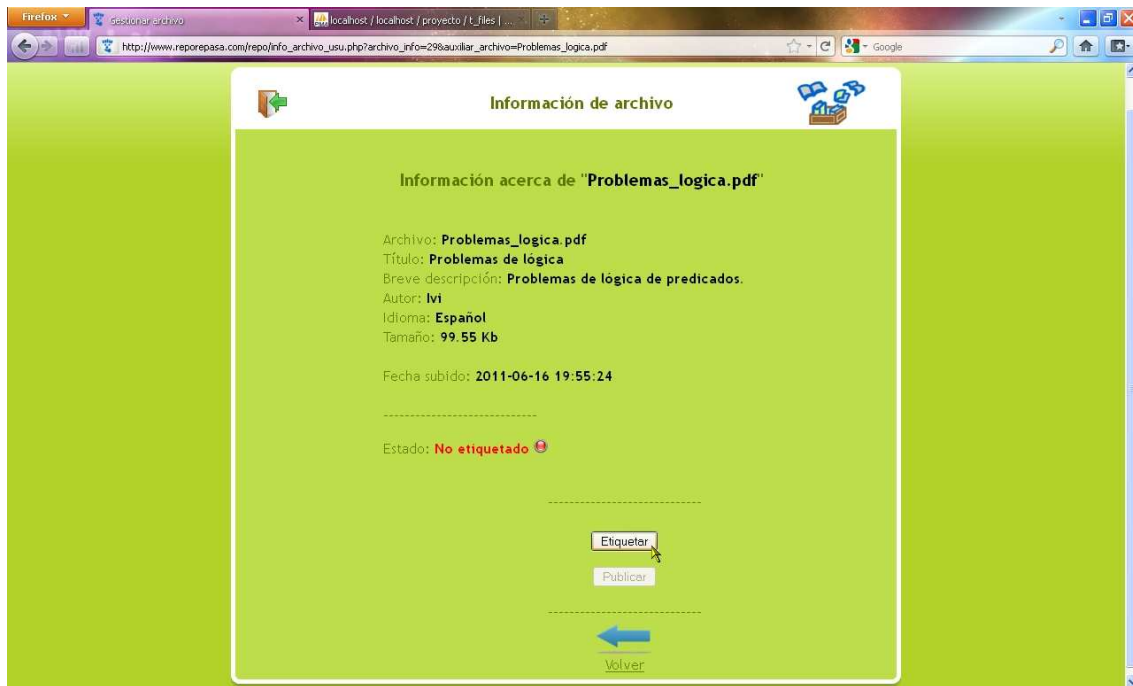 Firefox
Gestionar archivo
localhost / localhost / proyecto / t_files | ...
http://www.reporepasa.com/repo/info_archivo_usu.php?archivo_info=29&auxiliar_archivo=Problemas_logica.pdf
Google
Información de archivo
Información acerca de "Problemas_logica.pdf"
Archivo: Problemas_logica.pdf
Título: Problemas de lógica
Breve descripción: Problemas de lógica de predicados.
Autor: Ivi
Idioma: Español
Tamaño: 99.55 Kb
Fecha subido: 2011-06-16 19:55:24
----------------------------
Estado: No etiquetado
----------------------------
Etiquetar
Publicar
----------------------------
Volver